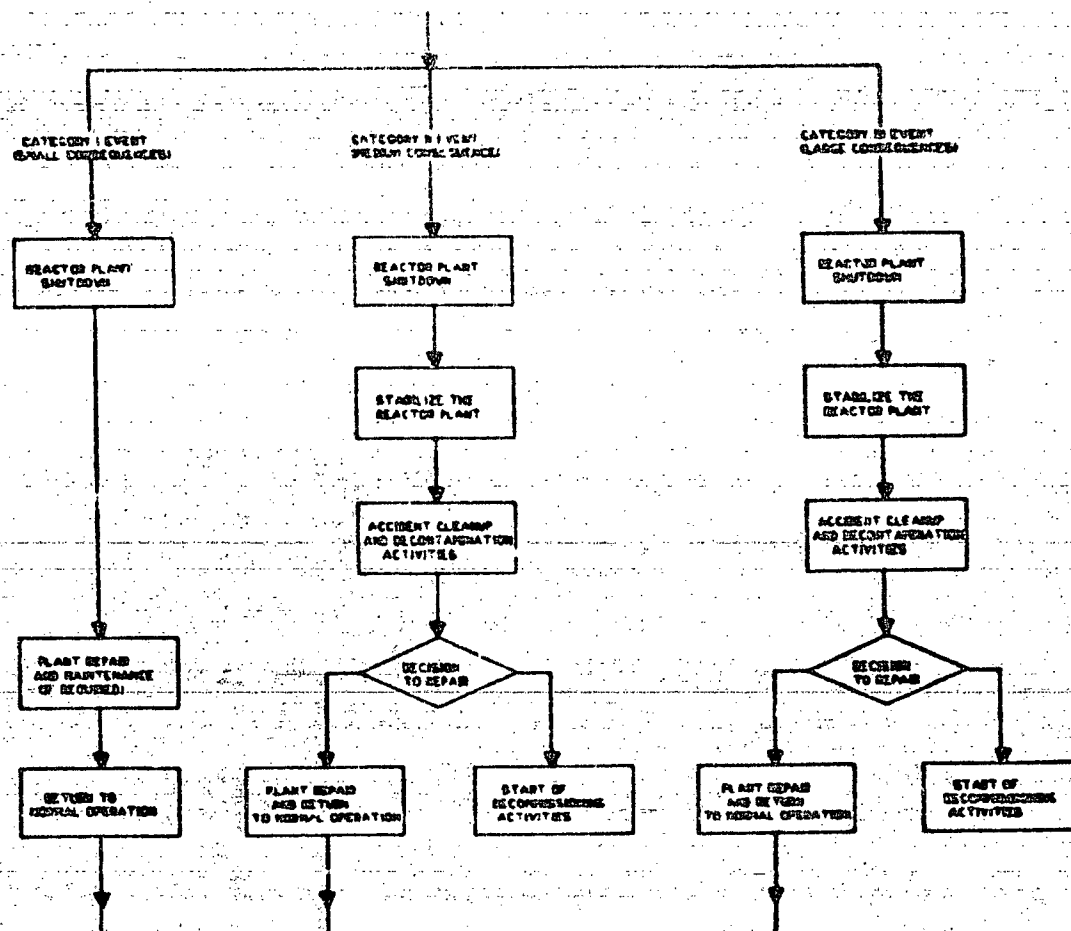 CATEGORY I EVENT
(SMALL CONSEQUENCES)
CATEGORY II EVENT
(MEDIUM CONSEQUENCES)
CATEGORY III EVENT
(LARGE CONSEQUENCES)
REACTOR PLANT
SHUTDOWN
REACTOR PLANT
SHUTDOWN
REACTOR PLANT
SHUTDOWN
STABILIZE THE
REACTOR PLANT
STABILIZE THE
REACTOR PLANT
ACCIDENT CLEANUP
AND DECONTAMINATION
ACTIVITIES
ACCIDENT CLEANUP
AND DECONTAMINATION
ACTIVITIES
PLANT REPAIR
AND MAINTENANCE
(IF REQUIRED)
DECISION
TO REPAIR
DECISION
TO REPAIR
RETURN TO
NORMAL OPERATION
PLANT REPAIR
AND RETURN
TO NORMAL OPERATION
START OF
DECOMMISSIONING
ACTIVITIES
PLANT REPAIR
AND RETURN
TO NORMAL OPERATION
START OF
DECOMMISSIONING
ACTIVITIES